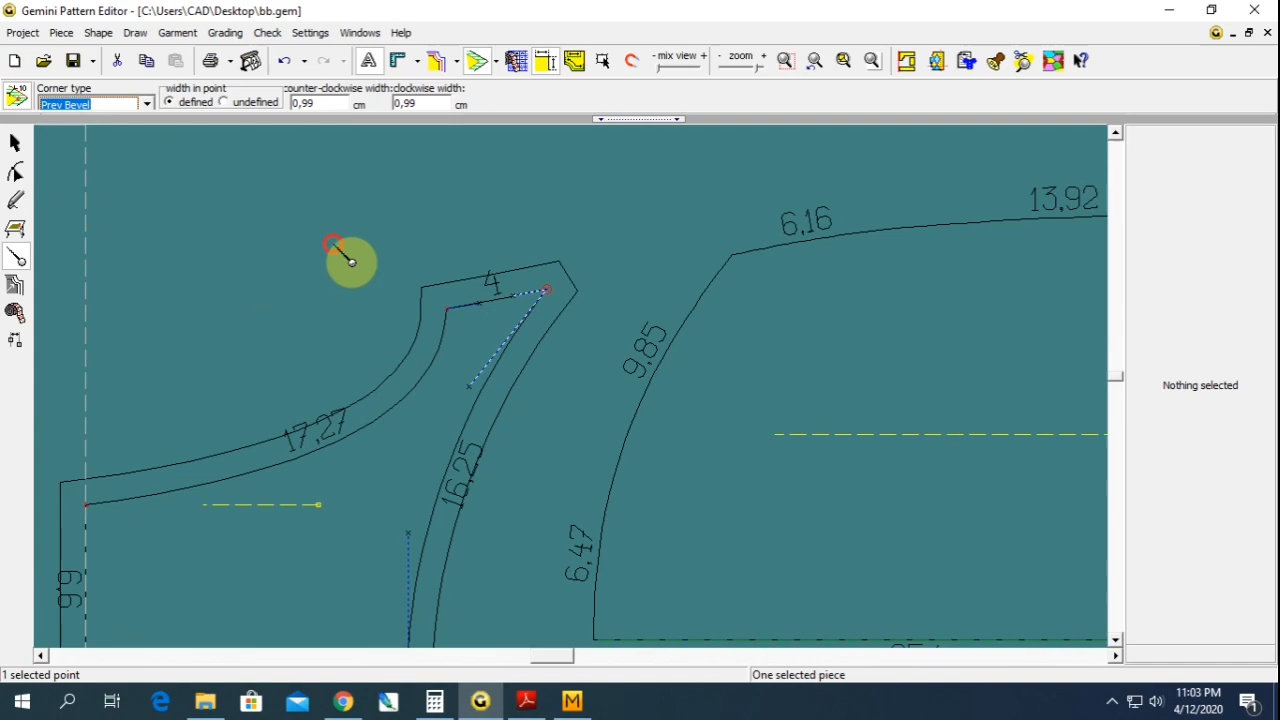 Gemini Pattern Editor - [C:\Users\CAD\Desktop\bb.gem]
Project Piece Shape Draw Garment Grading Check Settings Windows Help
- mix view +
- zoom +
Corner type
width in point
counter-clockwise width:
clockwise width:
Prev Bevel
defined
undefined
0,99
cm
0,99
cm
13,92
6,16
4
9,85
17,27
16,25
6,47
9,9
Nothing selected
1 selected point
One selected piece
11:03 PM
4/12/2020